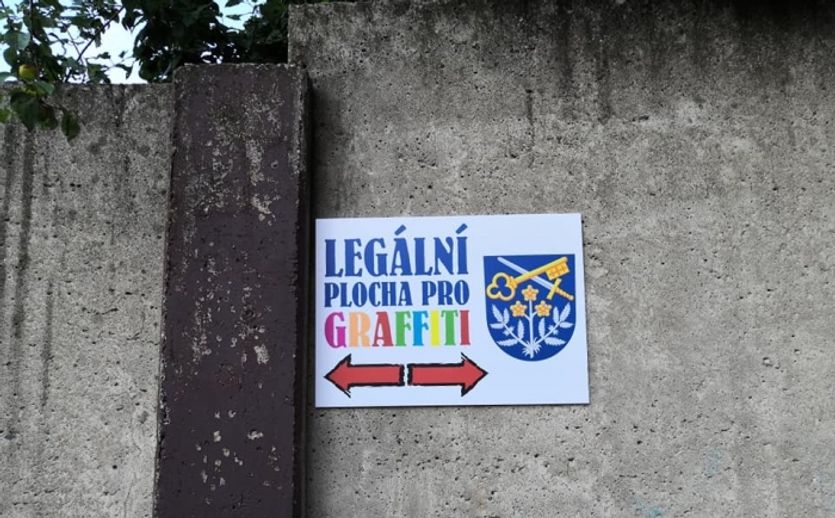 LEGÁLNÍ
PLOCHA PRO
GRAFFITI